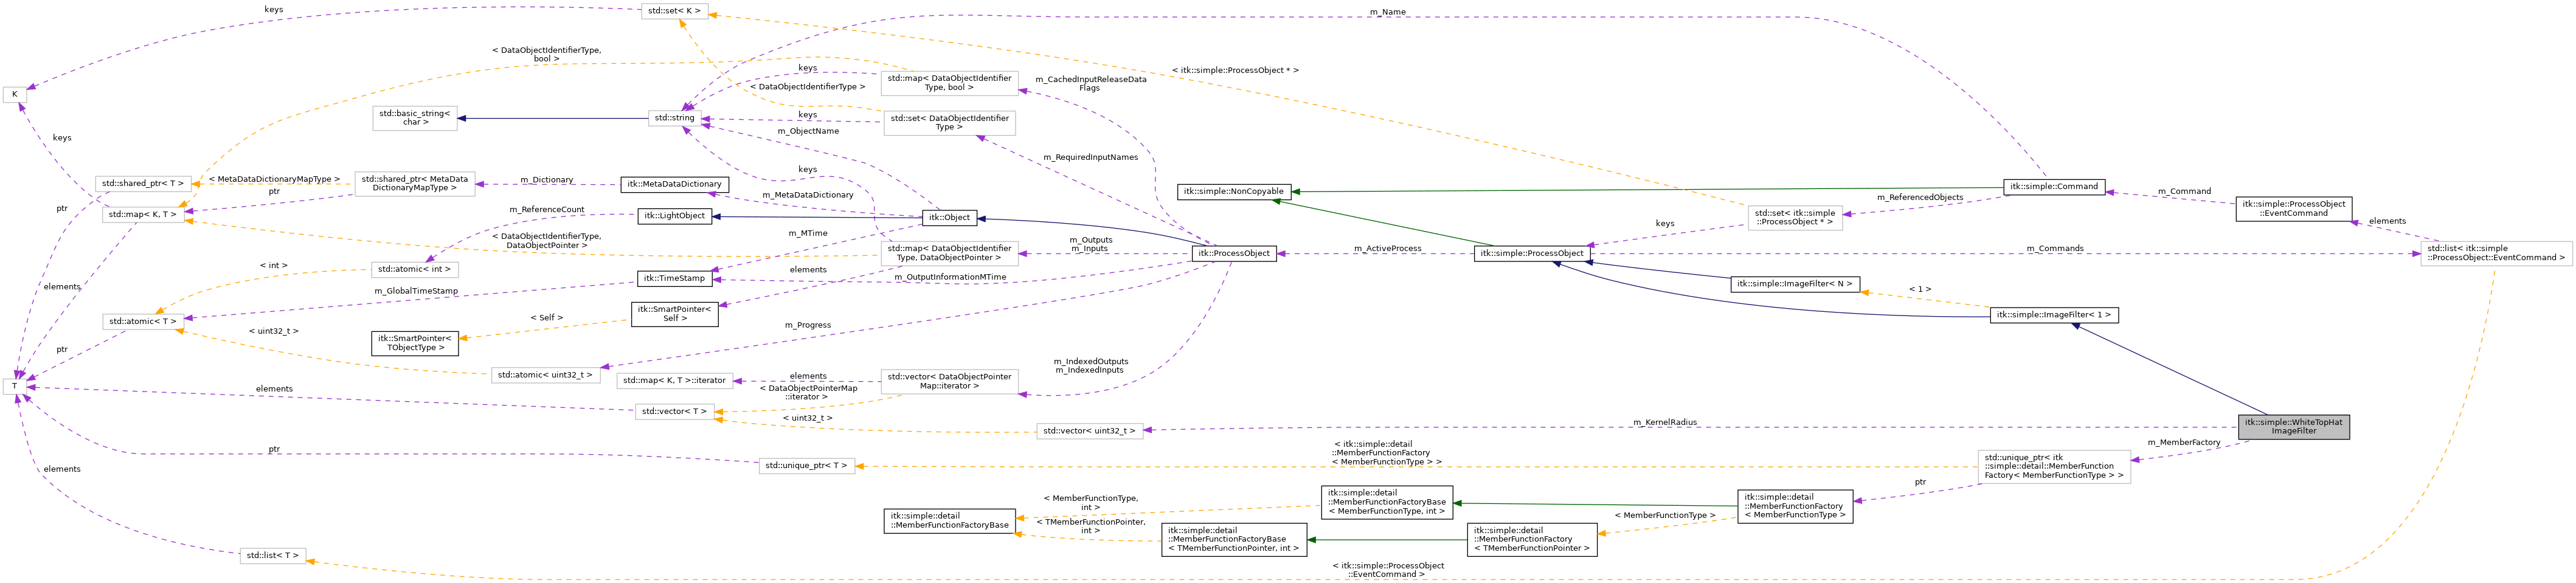 keys
std::set< K >
m_Name
< DataObjectIdentifierType,
bool >
keys
std::map< DataObjectIdentifier
Type, bool >
m_CachedInputReleaseData
Flags
< itk::simple::ProcessObject * >
K
< DataObjectIdentifierType >
std::basic_string<
char >
std::string
keys
std::set< DataObjectIdentifier
Type >
m_ObjectName
keys
m_RequiredInputNames
keys
std::shared_ptr< T >
< MetaDataDictionaryMapType >
ptr
std::shared_ptr< MetaData
DictionaryMapType >
m_Dictionary
itk::MetaDataDictionary
m_MetaDataDictionary
itk::simple::NonCopyable
itk::simple::Command
m_Command
m_ReferencedObjects
itk::simple::ProcessObject
::EventCommand
ptr
std::map< K, T >
m_ReferenceCount
itk::LightObject
itk::Object
std::set< itk::simple
::ProcessObject * >
keys
elements
m_MTime
< DataObjectIdentifierType,
DataObjectPointer >
std::map< DataObjectIdentifier
Type, DataObjectPointer >
m_Outputs
m_Inputs
itk::ProcessObject
m_ActiveProcess
itk::simple::ProcessObject
m_Commands
std::list< itk::simple
::ProcessObject::EventCommand >
< int >
std::atomic< int >
elements
itk::TimeStamp
m_OutputInformationMTime
itk::simple::ImageFilter< N >
< 1 >
elements
m_GlobalTimeStamp
itk::SmartPointer<
Self >
itk::simple::ImageFilter< 1 >
std::atomic< T >
< uint32_t >
itk::SmartPointer<
TObjectType >
< Self >
m_Progress
ptr
std::atomic< uint32_t >
std::map< K, T >::iterator
elements
std::vector< DataObjectPointer
Map::iterator >
m_IndexedOutputs
m_IndexedInputs
T
elements
< DataObjectPointerMap
::iterator >
std::vector< T >
< uint32_t >
std::vector< uint32_t >
m_KernelRadius
itk::simple::WhiteTopHat
ImageFilter
m_MemberFactory
ptr
std::unique_ptr< T >
< itk::simple::detail
::MemberFunctionFactory
< MemberFunctionType > >
std::unique_ptr< itk
::simple::detail::MemberFunction
Factory< MemberFunctionType > >
ptr
elements
< MemberFunctionType,
int >
itk::simple::detail
::MemberFunctionFactoryBase
< MemberFunctionType, int >
itk::simple::detail
::MemberFunctionFactory
< MemberFunctionType >
itk::simple::detail
::MemberFunctionFactoryBase
< TMemberFunctionPointer,
int >
itk::simple::detail
::MemberFunctionFactoryBase
< TMemberFunctionPointer, int >
itk::simple::detail
::MemberFunctionFactory
< TMemberFunctionPointer >
< MemberFunctionType >
std::list< T >
< itk::simple::ProcessObject
::EventCommand >